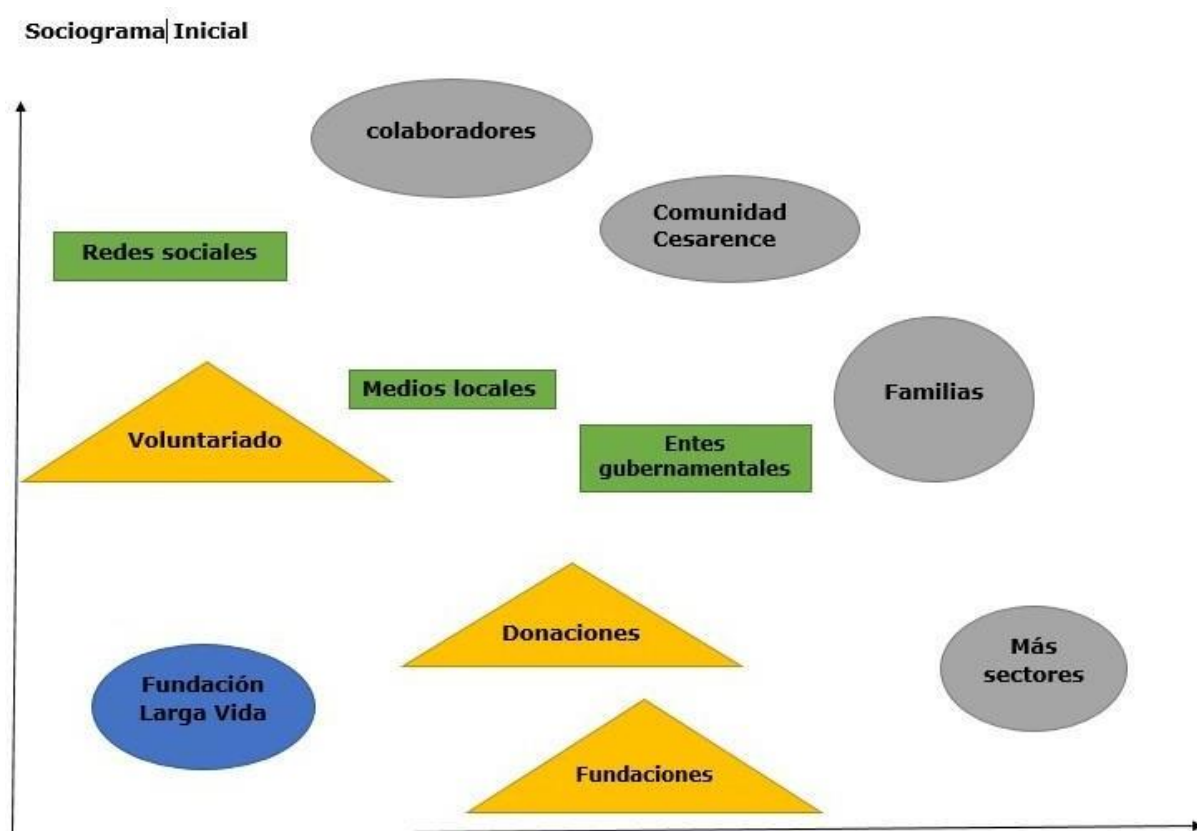 Sociograma Inicial
colaboradores
Comunidad
Cesarence
Redes sociales
Familias
Medios locales
Voluntariado
Entes
gubernamentales
Donaciones
Más
sectores
Fundación
Larga Vida
Fundaciones